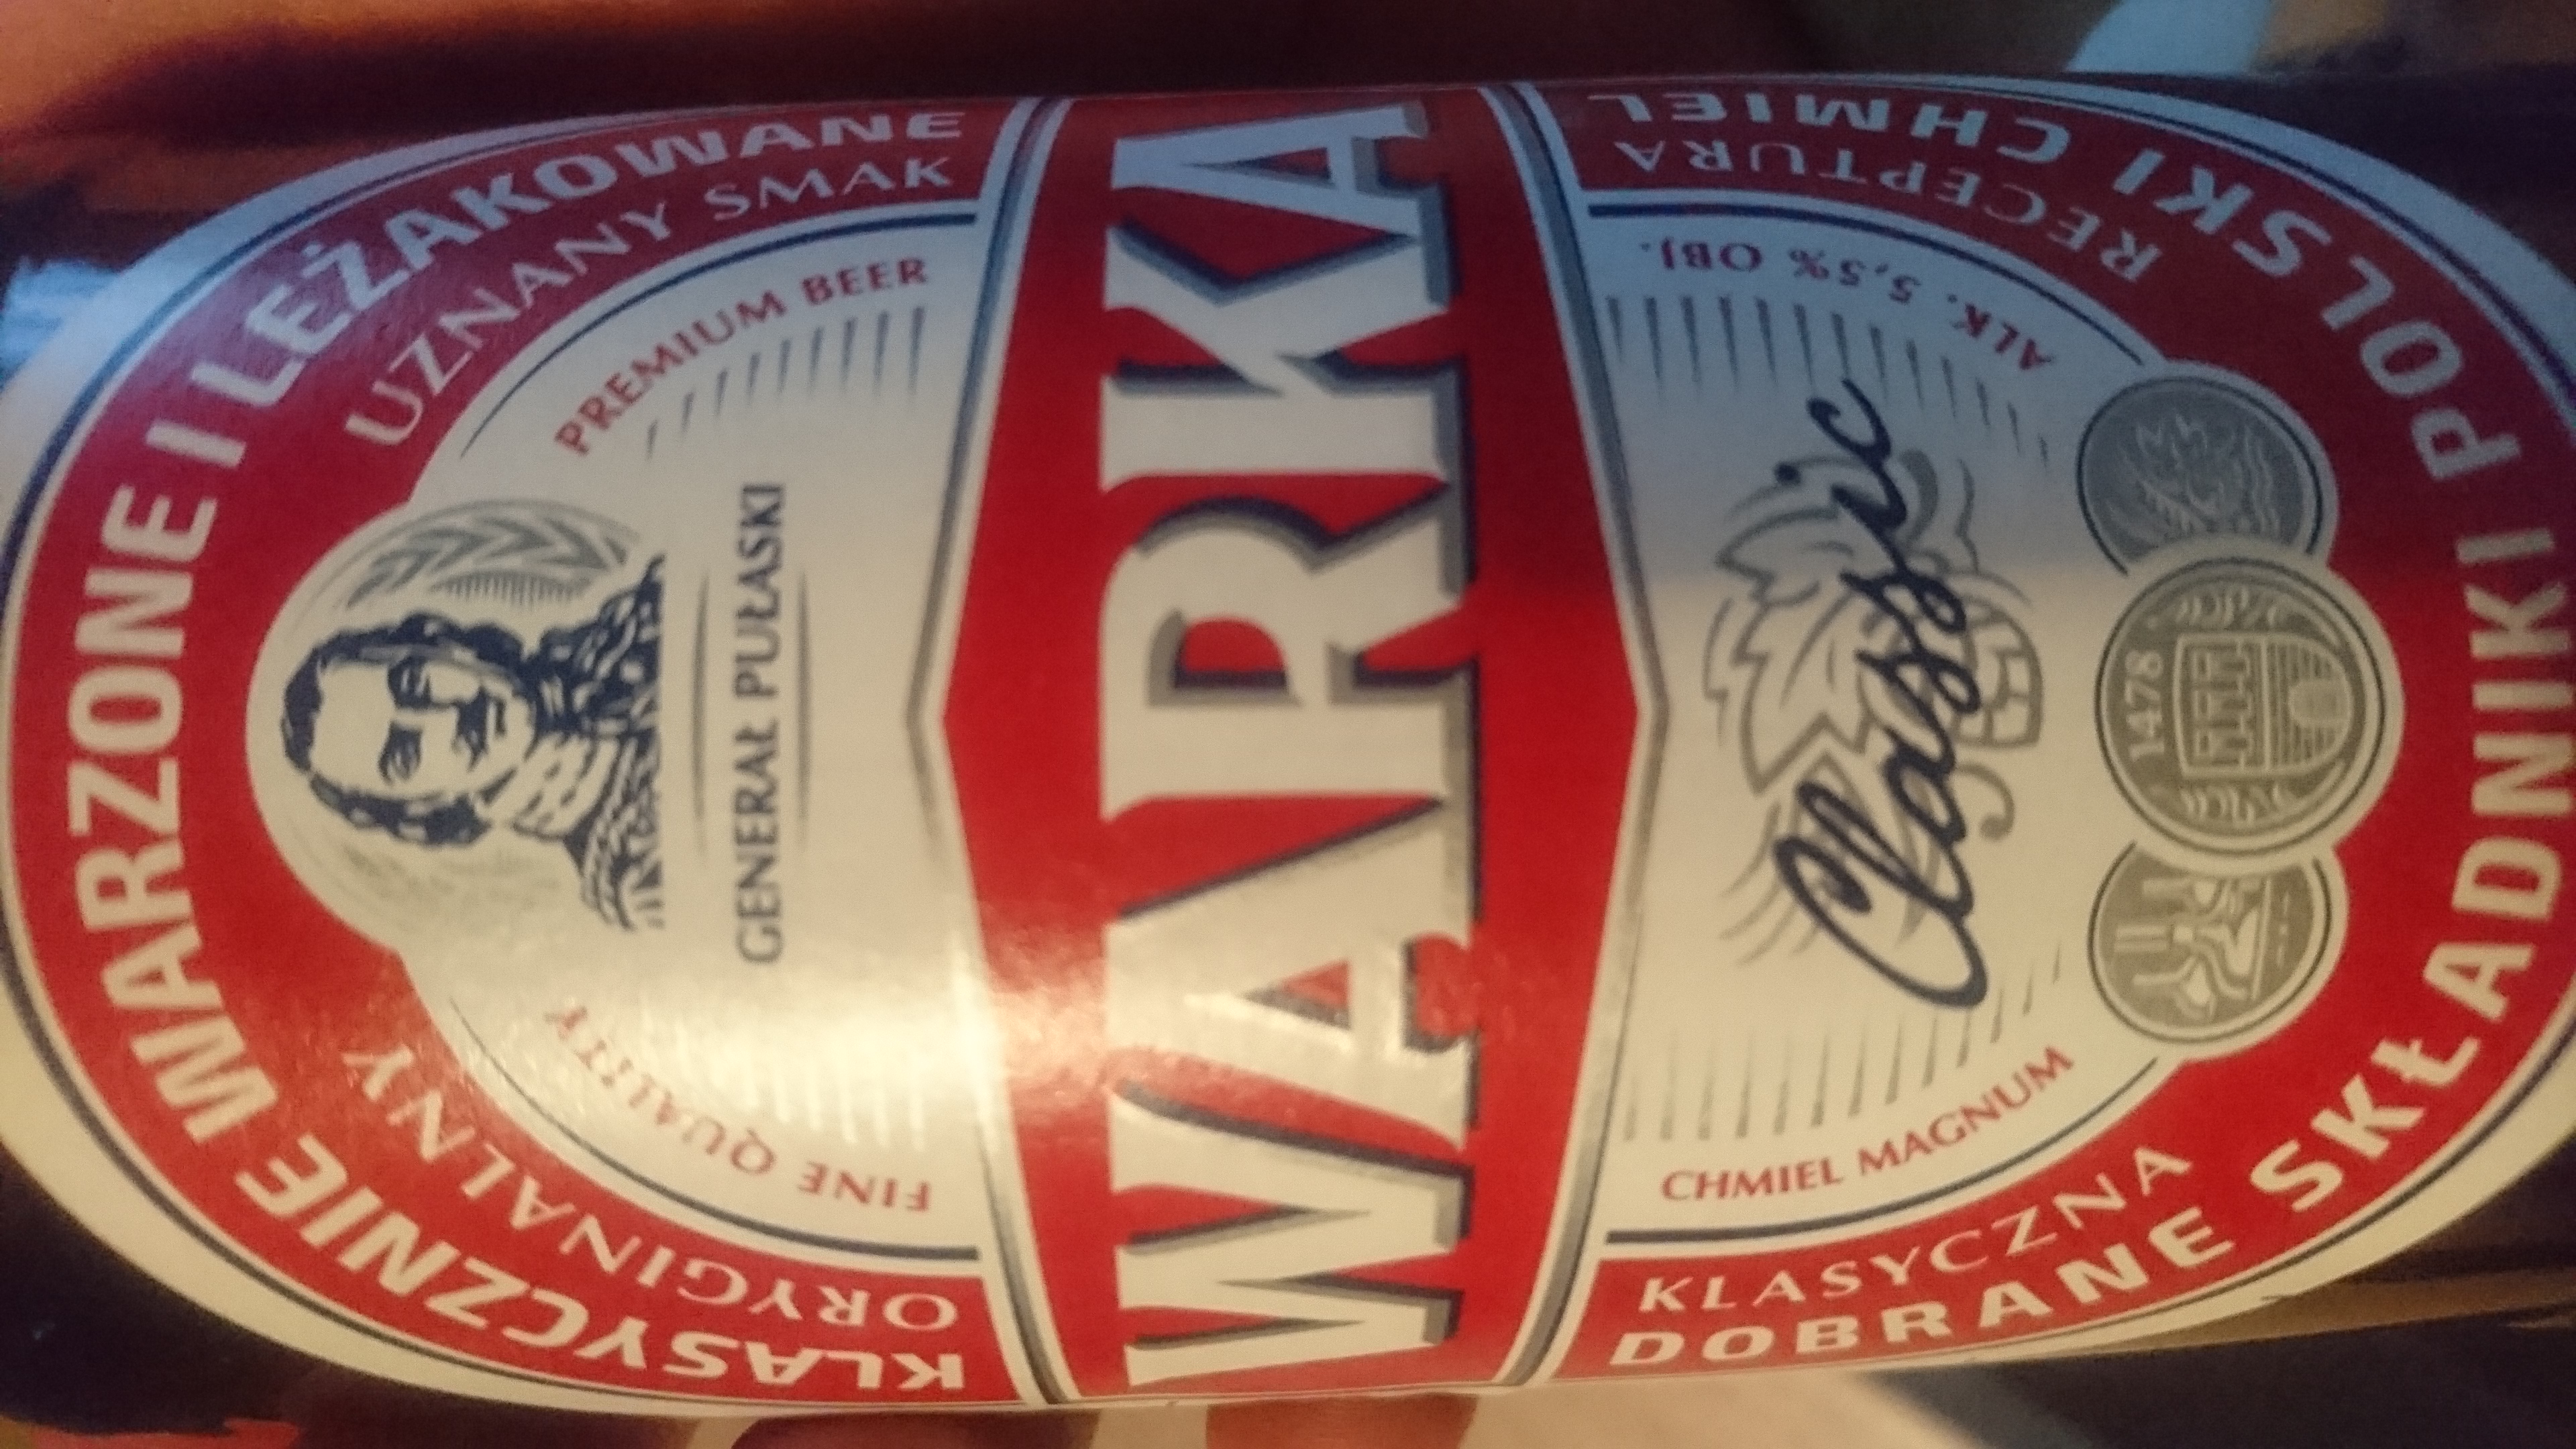 KLASYCZNIE WARZONE I LEŻAKOWANE
ORYGINALNY UZNANY SMAK
FINE QUALITY PREMIUM BEER
GENERAŁ PUŁASKI
WARKA
Classic
CHMIEL MAGNUM ALK. 5,5% OBJ.
1478
KLASYCZNA RECEPTURA
DOBRANE SKŁADNIKI POLSKI CHMIEL